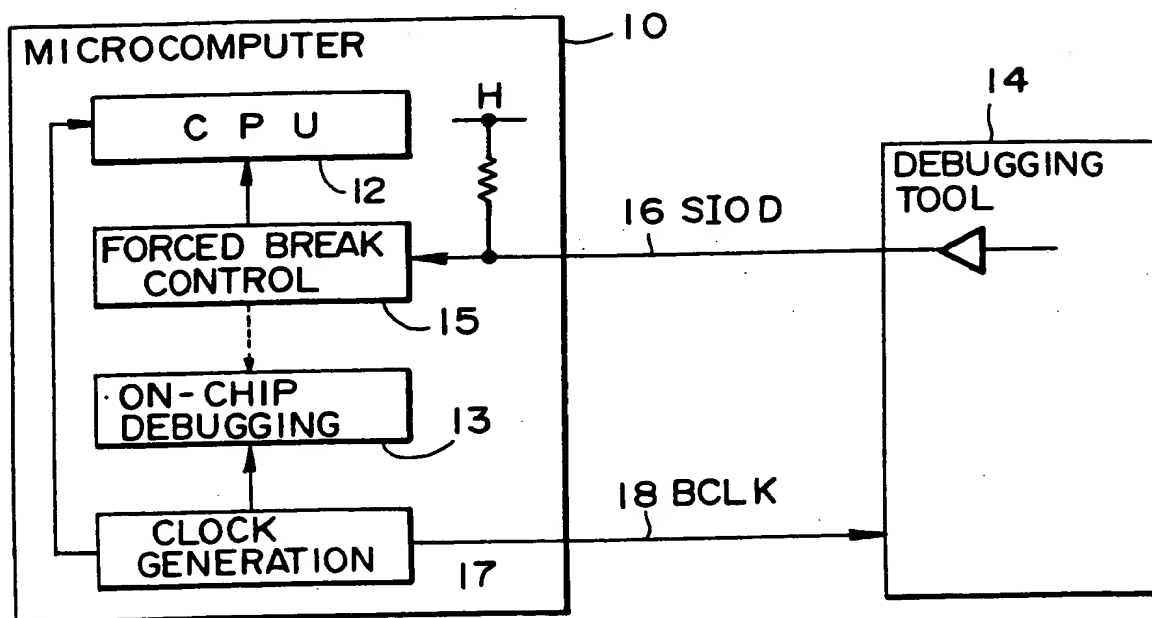 MICROCOMPUTER
10
CPU
12
H
14
DEBUGGING
TOOL
16 SIOD
FORCED BREAK
CONTROL
15
ON-CHIP
DEBUGGING
13
18 BCLK
CLOCK
GENERATION
17